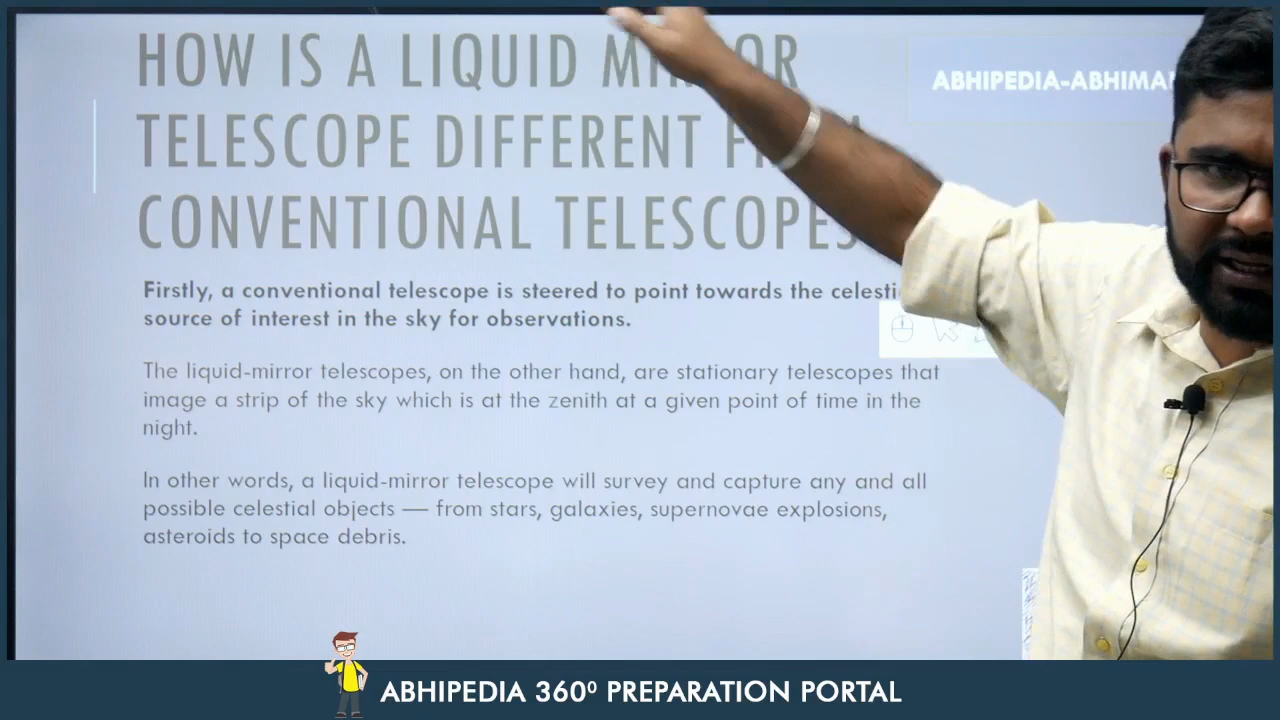 HOW IS A LIQUID OR
TELESCOPE DIFFERENT
CONVENTIONAL TELESCOPES
ABHIPEDIA-ABHIMA
Firstly, a conventional telescope is steered to point towards the
source of interest in the sky for observations.
The liquid-mirror telescopes, on the other hand, are stationary telescopes that
image a strip of the sky which is at the zenith at a given point of time in the
night.
In other words, a liquid-mirror telescope will survey and capture any and all
possible celestial objects — from stars, galaxies, supernovae explosions,
asteroids to space debris.
ABHIPEDIA 360⁰ PREPARATION PORTAL